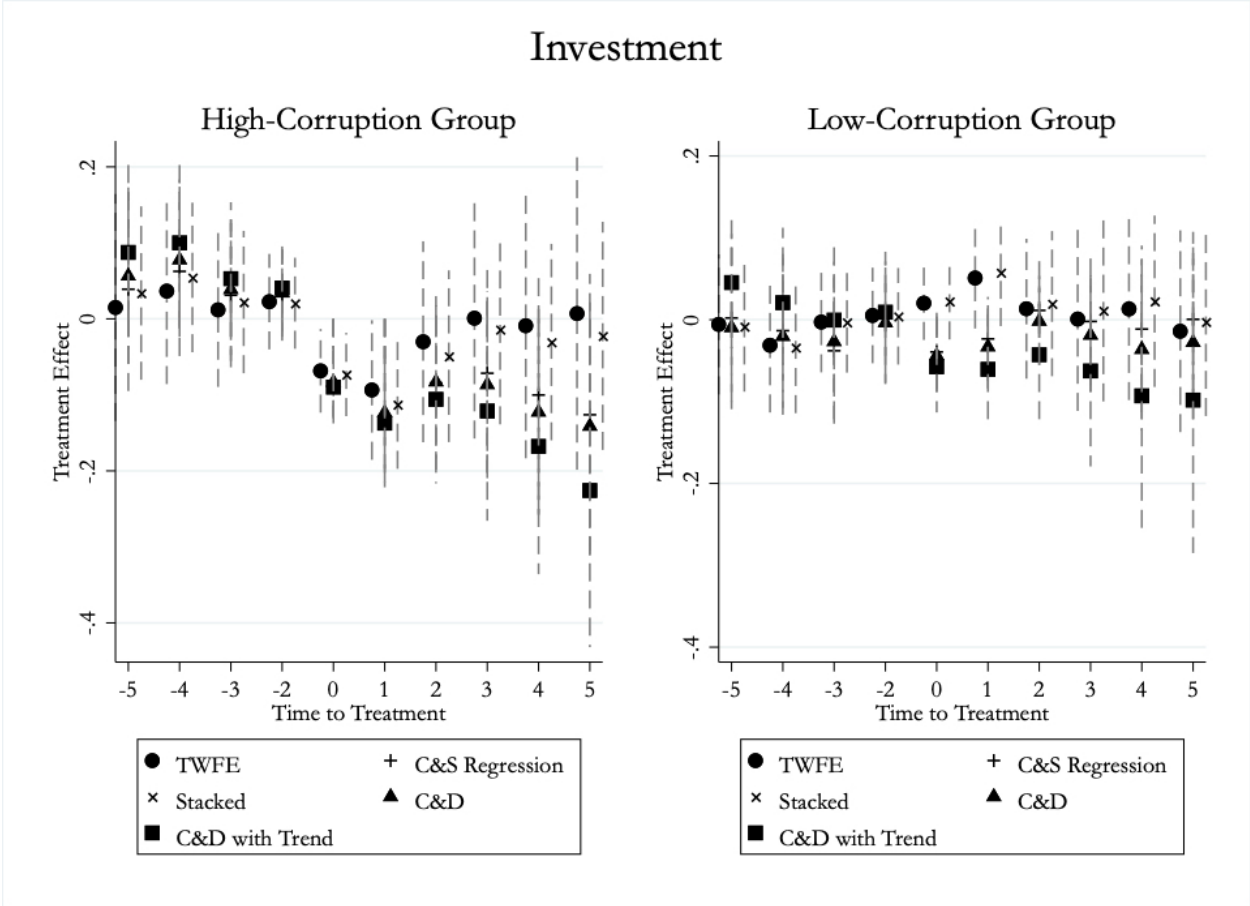 Investment
High-Corruption Group
.2
0
-.2
-.4
Treatment Effect
-5 -4 -3 -2 0 1 2 3 4 5
Time to Treatment
TWFE
C&S Regression
Stacked
C&D
C&D with Trend
Low-Corruption Group
.2
0
-.2
-.4
Treatment Effect
-5 -4 -3 -2 0 1 2 3 4 5
Time to Treatment
TWFE
C&S Regression
Stacked
C&D
C&D with Trend